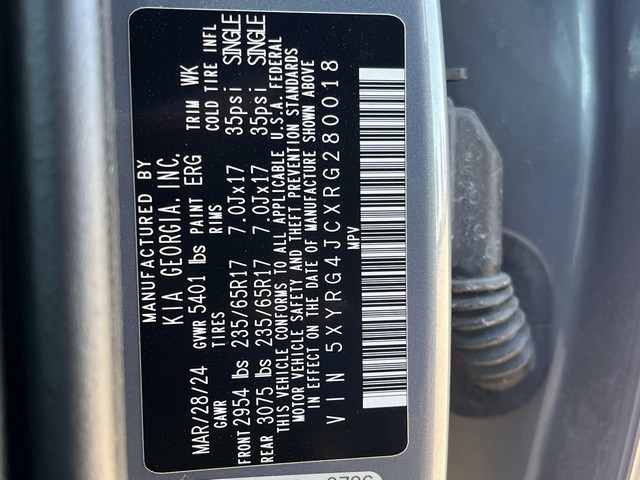 MANUFACTURED BY
KIA GEORGIA, INC.
MAR/28/24 GVWR 5401 lbs PAINT ERG TRIM WK
GAWR TIRES RIMS COLD TIRE INFL
FRONT 2954 lbs 235/65R17 7.0Jx17 35psi SINGLE
REAR 3075 lbs 235/65R17 7.0Jx17 35psi SINGLE
THIS VEHICLE CONFORMS TO ALL APPLICABLE U.S.A. FEDERAL
MOTOR VEHICLE SAFETY AND THEFT PREVENTION STANDARDS
IN EFFECT ON THE DATE OF MANUFACTURE SHOWN ABOVE
VIN 5XYRG4JCXRG280018
MPV